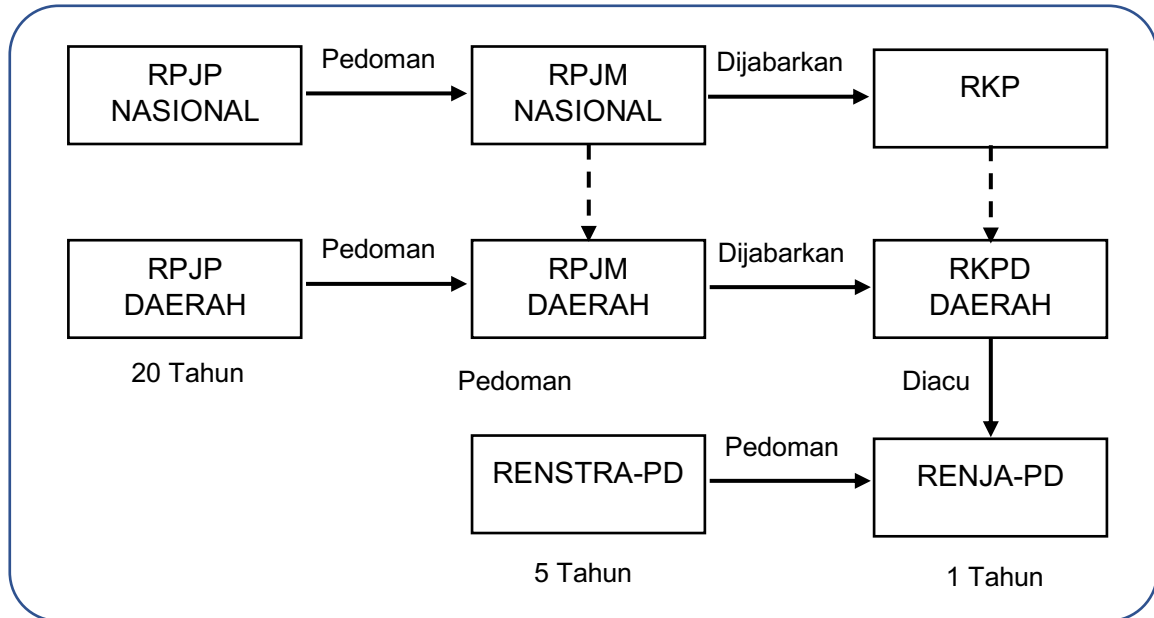 RPJP
NASIONAL
Pedoman
RPJM
NASIONAL
Dijabarkan
RKP
RPJP
DAERAH
Pedoman
RPJM
DAERAH
Dijabarkan
RKPD
DAERAH
20 Tahun
Pedoman
Diacu
RENSTRA-PD
Pedoman
RENJA-PD
5 Tahun
1 Tahun